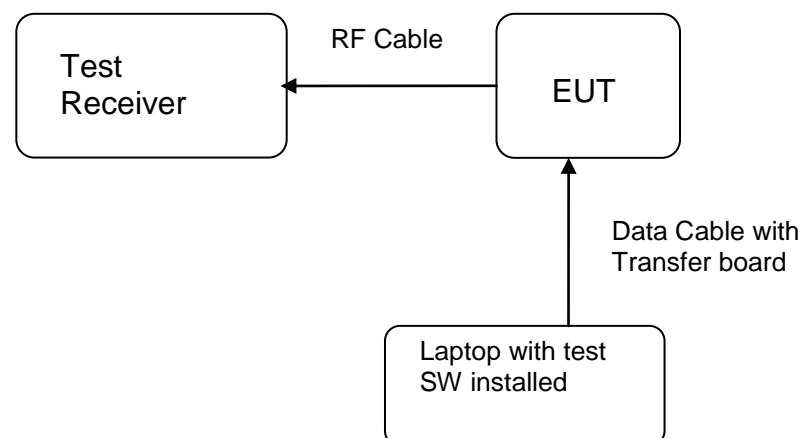 RF Cable
Test
Receiver
EUT
Data Cable with
Transfer board
Laptop with test
SW installed